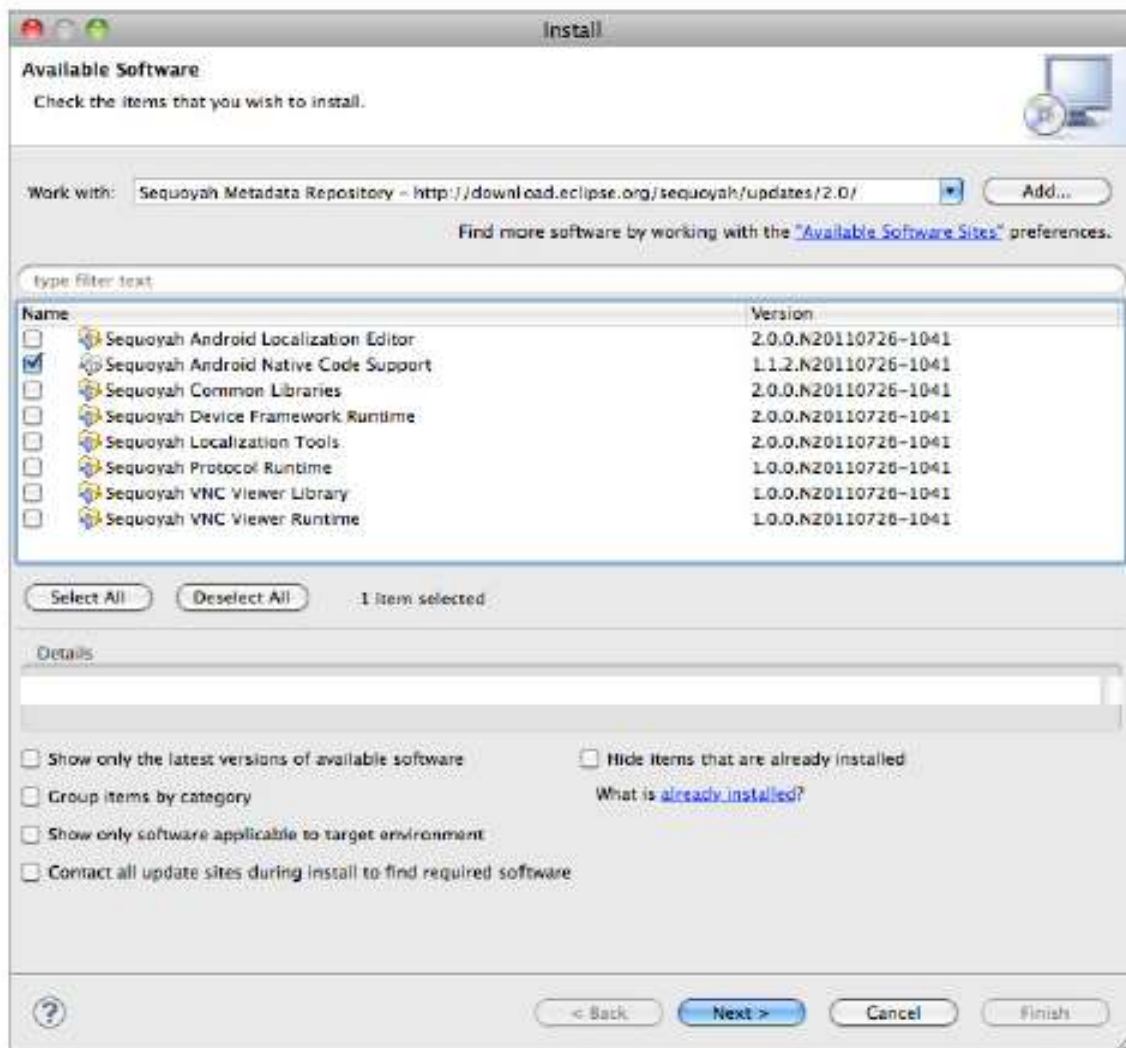 Install
Available Software
Check the items that you wish to install.
Work with: Sequoyah Metadata Repository – http://download.eclipse.org/sequoyah/updates/2.0/ Add...
Find more software by working with the "Available Software Sites" preferences.
type filter text
Name Version
Sequoyah Android Localization Editor 2.0.0.N20110726-1041
Sequoyah Android Native Code Support 1.1.2.N20110726-1041
Sequoyah Common Libraries 2.0.0.N20110726-1041
Sequoyah Device Framework Runtime 2.0.0.N20110726-1041
Sequoyah Localization Tools 2.0.0.N20110726-1041
Sequoyah Protocol Runtime 1.0.0.N20110726-1041
Sequoyah VNC Viewer Library 1.0.0.N20110726-1041
Sequoyah VNC Viewer Runtime 1.0.0.N20110726-1041
Select All Deselect All 1 item selected
Details
Show only the latest versions of available software Hide items that are already installed
Group items by category What is already installed?
Show only software applicable to target environment
Contact all update sites during install to find required software
? < Back Next > Cancel Finish